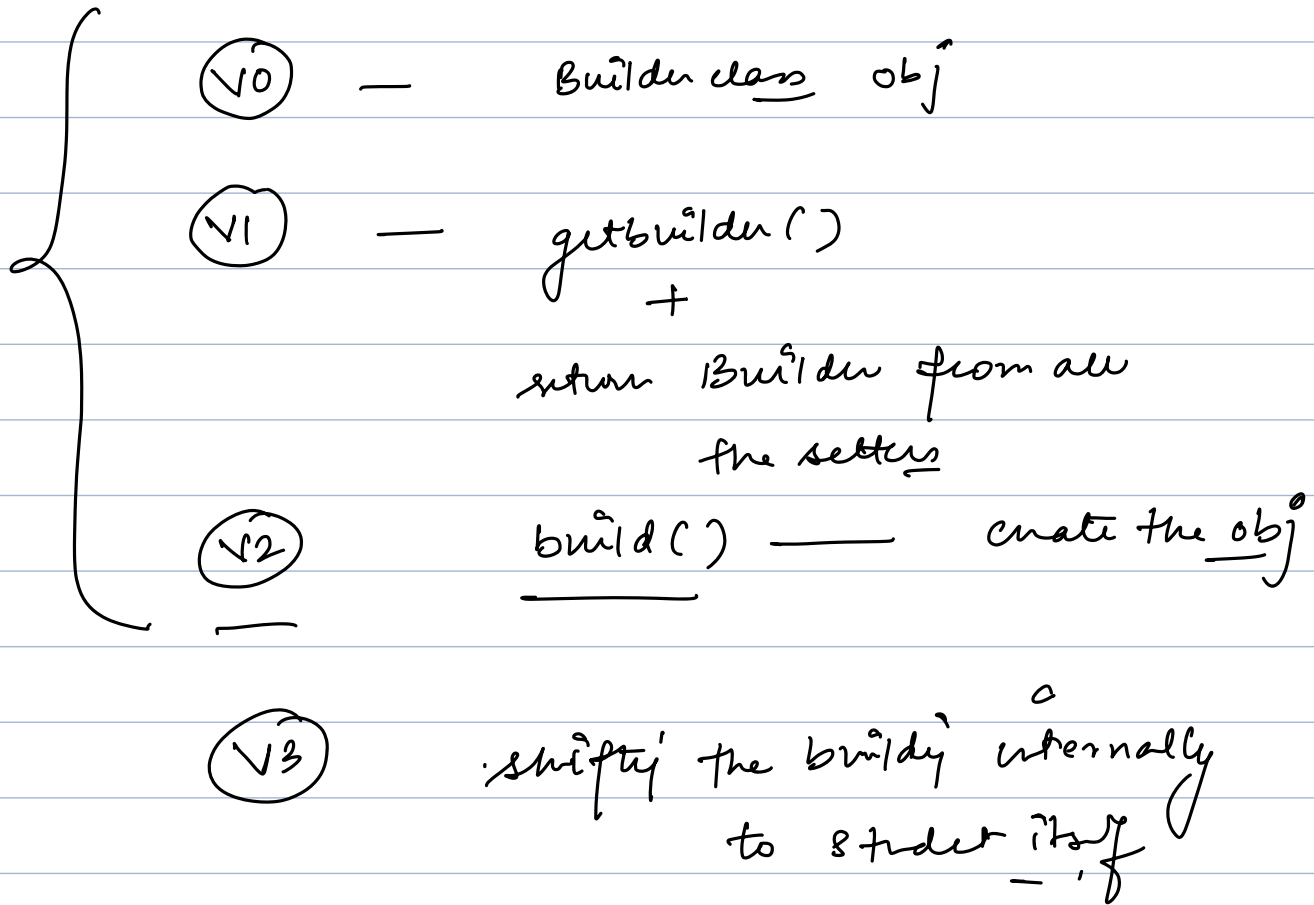 V0 — Builder class obj
V1 — getbuilder()
+
return Builder from all
the setters
V2 build() — create the obj
V3 shifting the building internally
to student itself